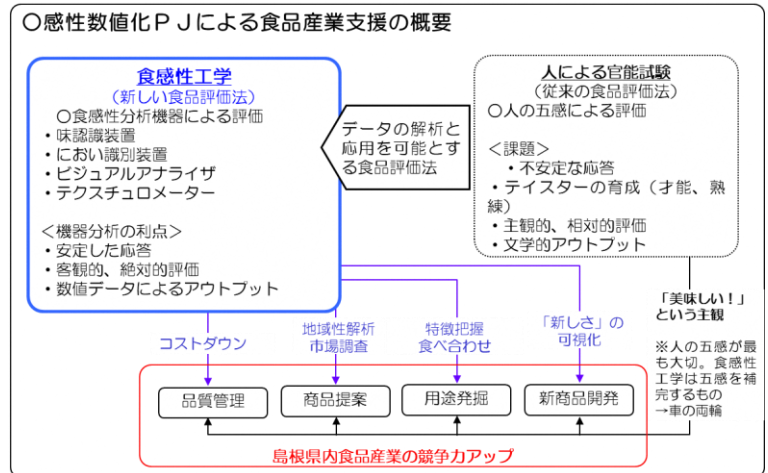 〇感性数値化ＰＪによる食品産業支援の概要
食感性工学
（新しい食品評価法）
〇食感性分析機器による評価
・味認識装置
・におい識別装置
・ビジュアルアナライザ
・テクスチュロメーター
＜機器分析の利点＞
・安定した応答
・客観的、絶対的評価
・数値データによるアウトプット
データの解析と
応用を可能とす
る食品評価法
人による官能試験
（従来の食品評価法）
〇人の五感による評価
＜課題＞
・不安定な応答
・テイスターの育成（才能、熟
練）
・主観的、相対的評価
・文学的アウトプット
コストダウン
地域性解析
市場調査
特徴把握
食べ合わせ
「新しさ」の
可視化
「美味しい！」
という主観
※人の五感が最
も大切。食感性
工学は五感を補
完するもの
→車の両輪
品質管理
商品提案
用途発掘
新商品開発
島根県内食品産業の競争力アップ